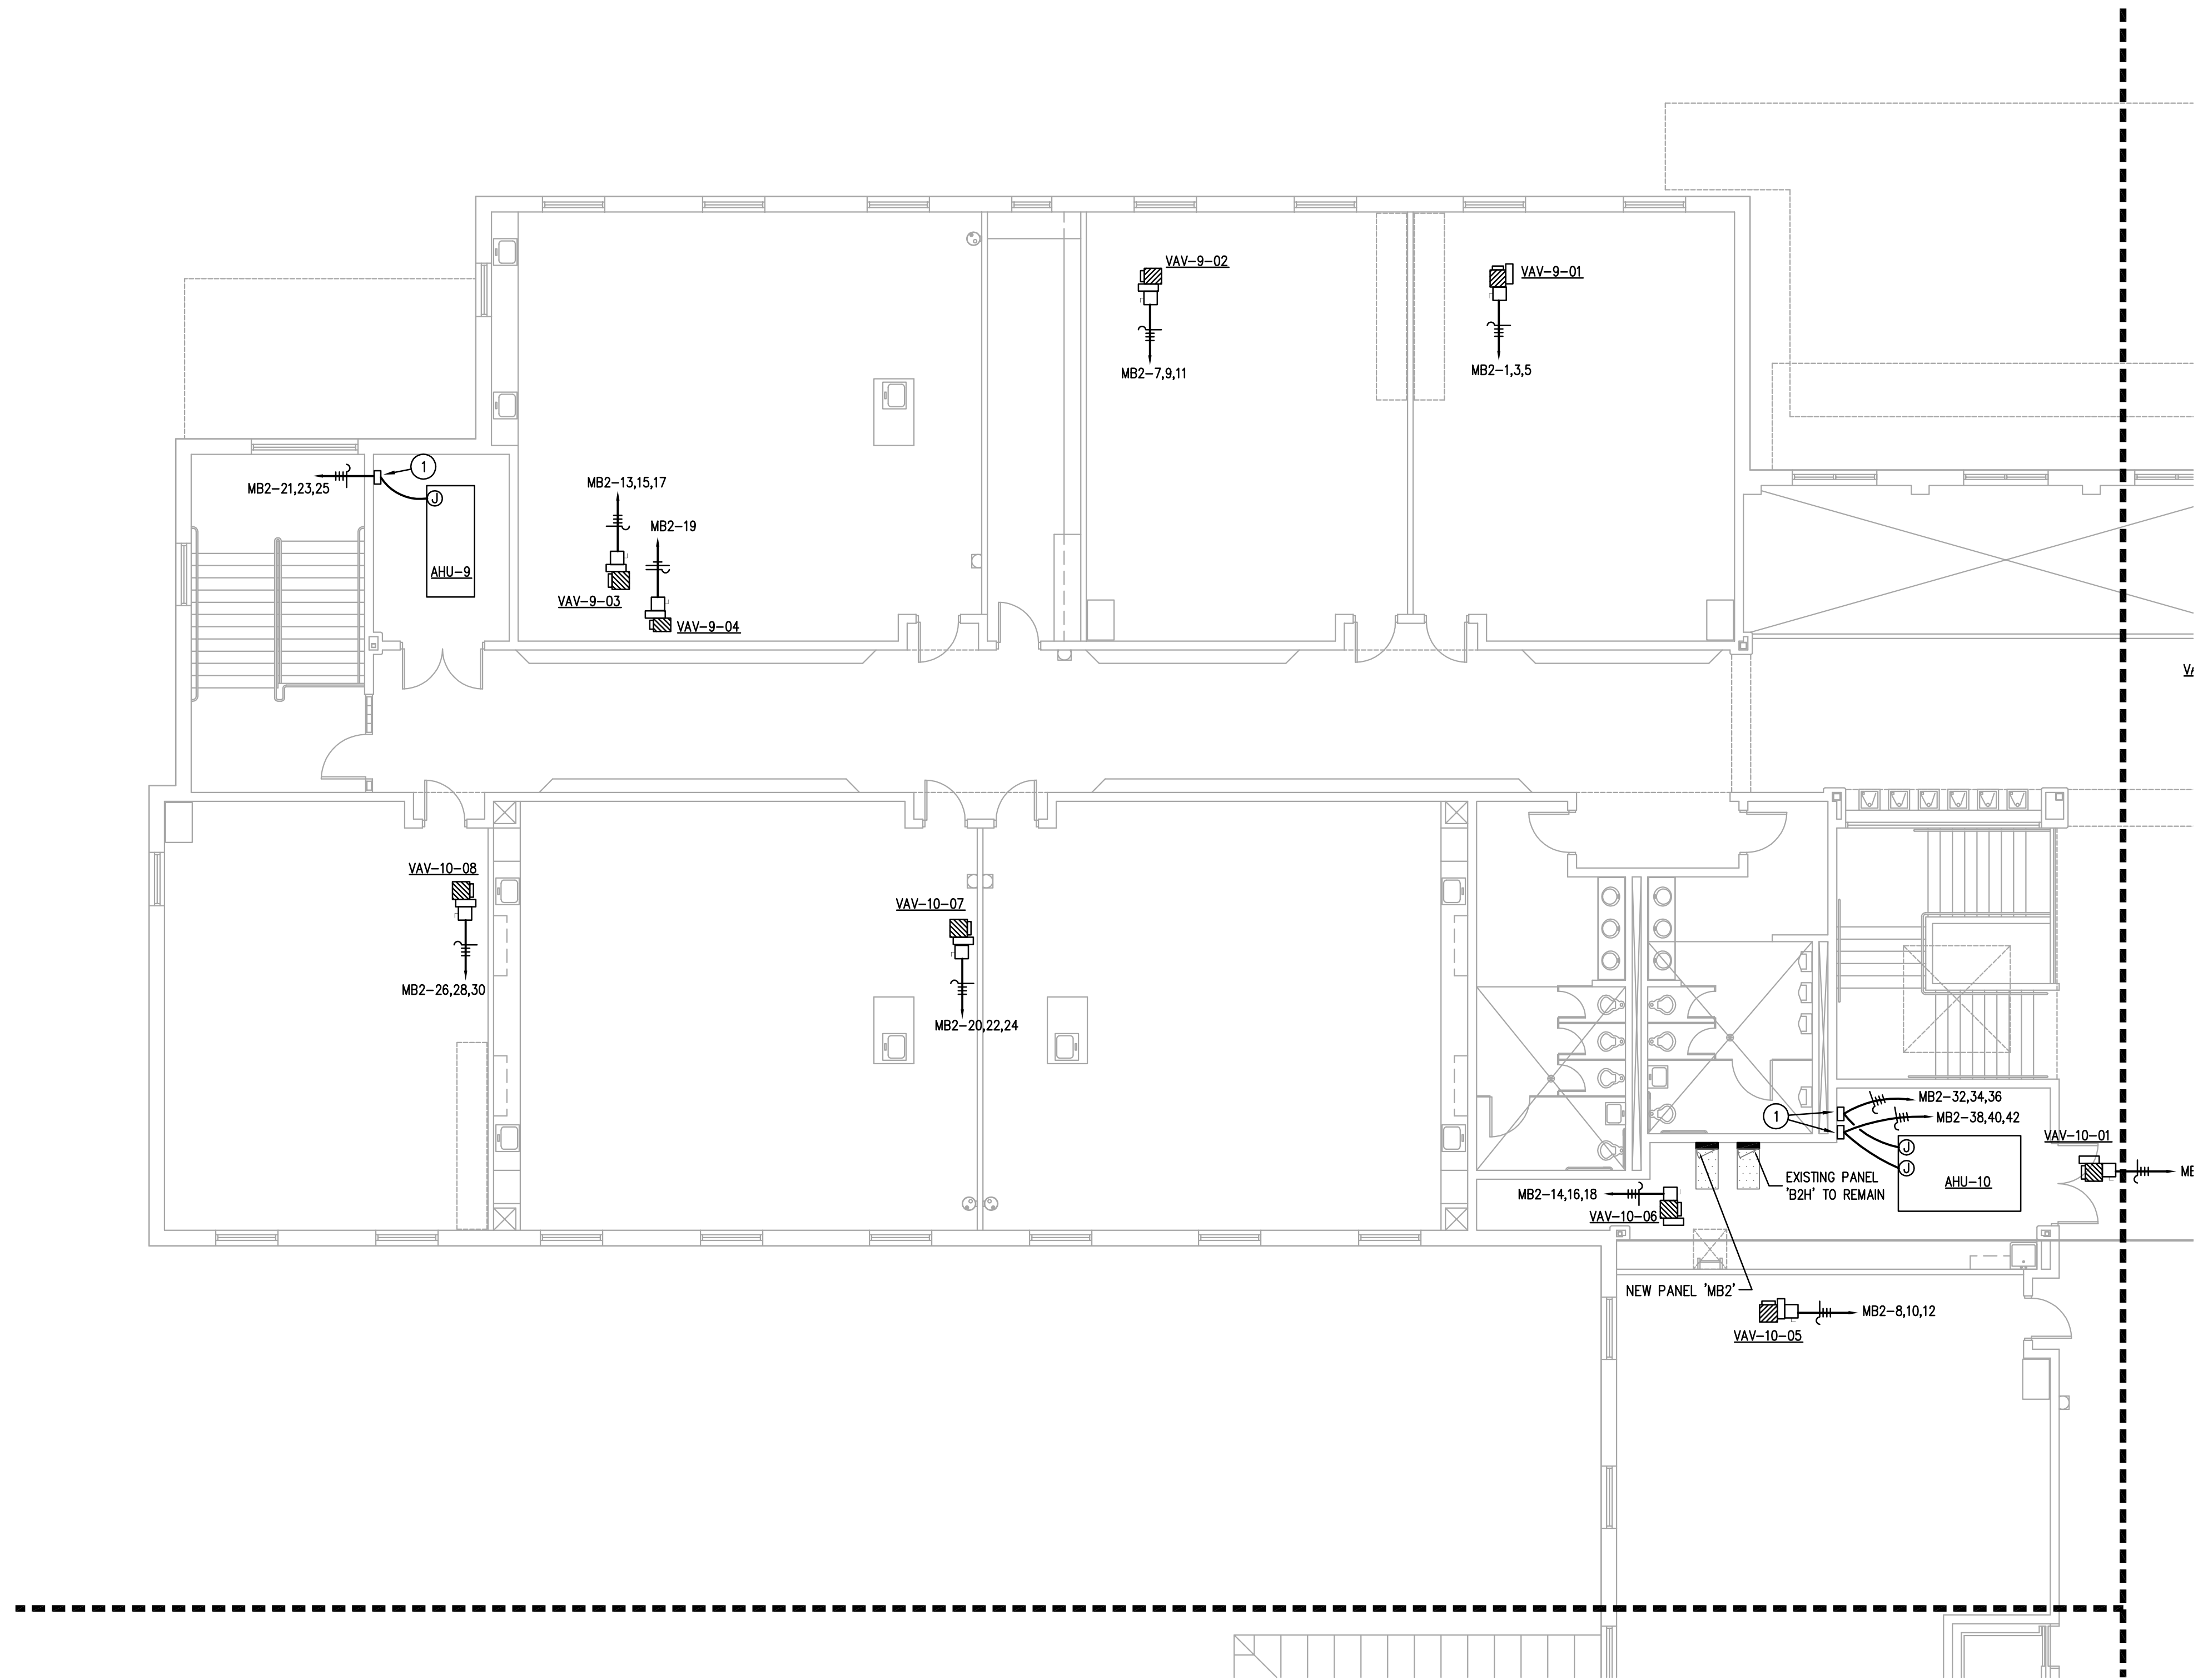 VAV-9-02
VAV-9-01
MB2-7,9,11
MB2-1,3,5
1
MB2-21,23,25
J
AHU-9
MB2-13,15,17
MB2-19
VAV-9-03
VAV-9-04
VAV-10-08
VAV-10-07
MB2-26,28,30
MB2-20,22,24
MB2-32,34,36
MB2-38,40,42
1
VAV-10-01
J
J
AHU-10
EXISTING PANEL
'B2H' TO REMAIN
MB2-14,16,18
VAV-10-06
NEW PANEL 'MB2'
MB2-8,10,12
VAV-10-05